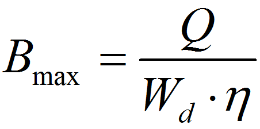 B_max = Q / (W_d · η)